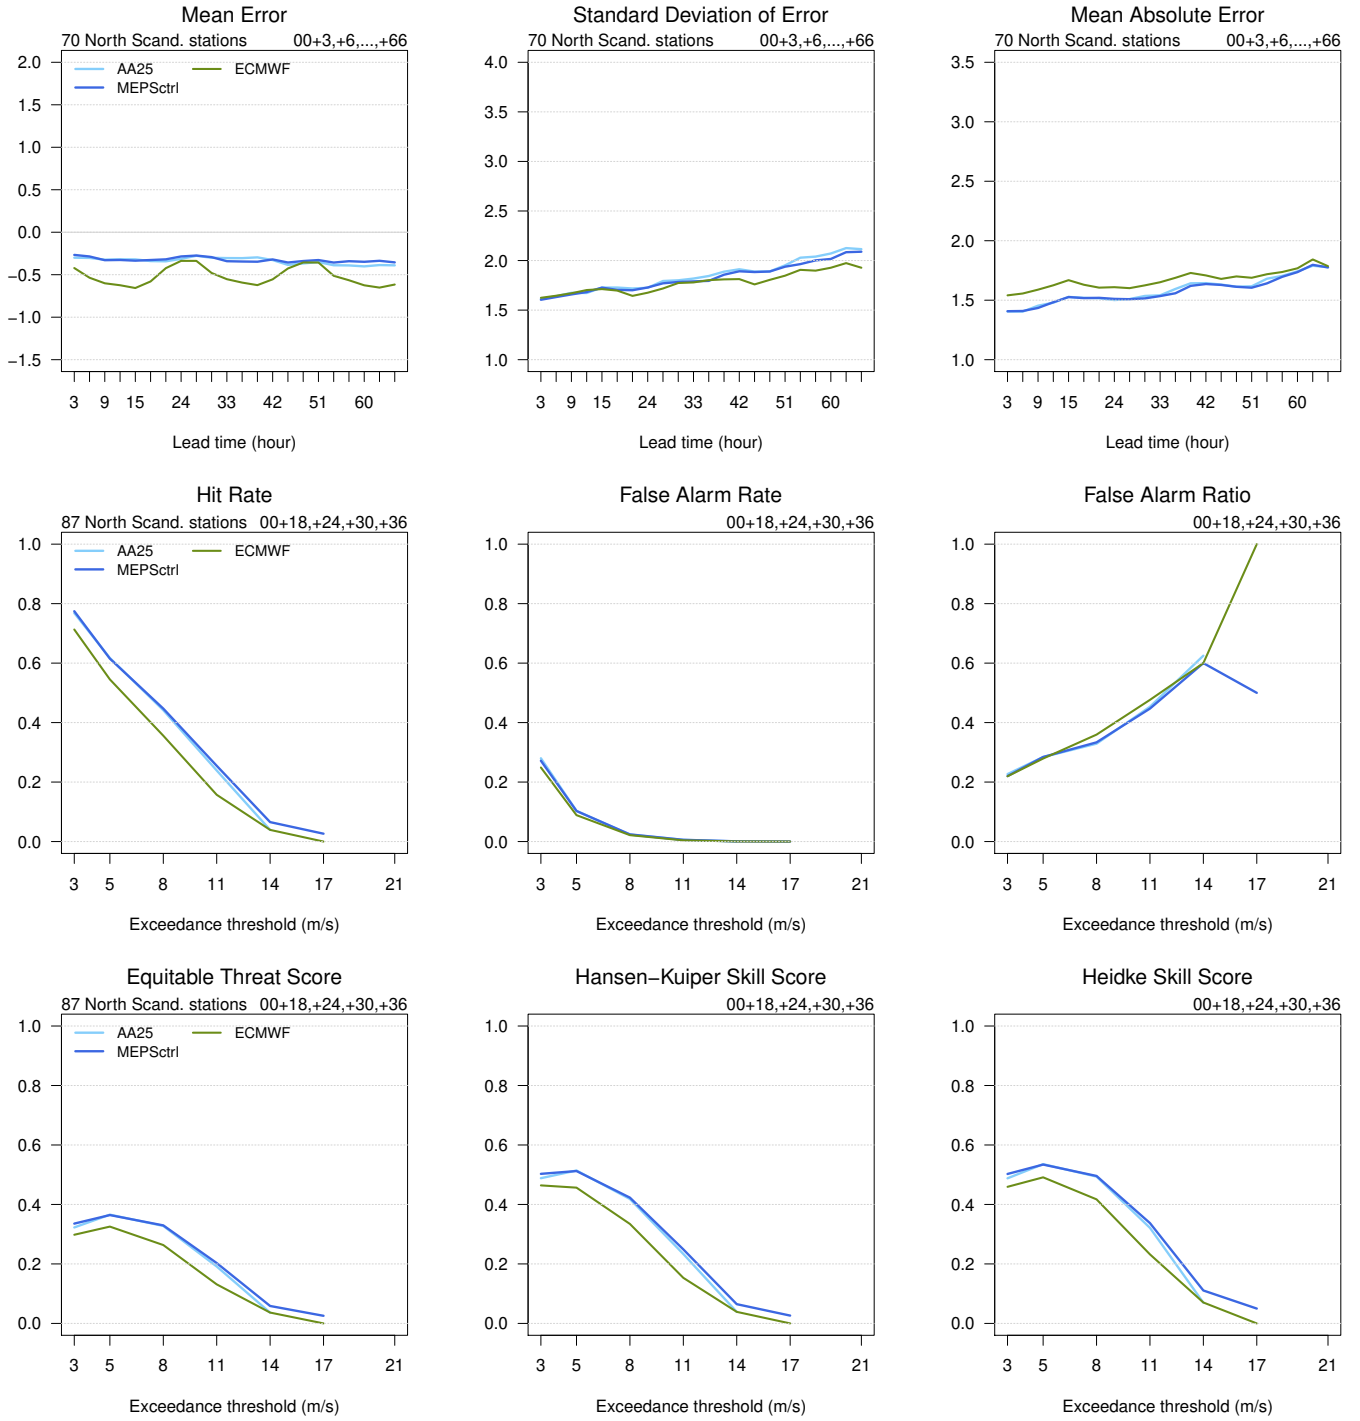 Mean Error
70 North Scand. stations 00+3,+6,...,+66
AA25 ECMWF
MEPSctrl
2.0
1.5
1.0
0.5
0.0
−0.5
−1.0
−1.5
3 9 15 24 33 42 51 60
Lead time (hour)
Standard Deviation of Error
70 North Scand. stations 00+3,+6,...,+66
4.0
3.5
3.0
2.5
2.0
1.5
1.0
3 9 15 24 33 42 51 60
Lead time (hour)
Mean Absolute Error
70 North Scand. stations 00+3,+6,...,+66
3.5
3.0
2.5
2.0
1.5
1.0
3 9 15 24 33 42 51 60
Lead time (hour)
Hit Rate
87 North Scand. stations 00+18,+24,+30,+36
AA25 ECMWF
MEPSctrl
1.0
0.8
0.6
0.4
0.2
0.0
3 5 8 11 14 17 21
Exceedance threshold (m/s)
False Alarm Rate
00+18,+24,+30,+36
1.0
0.8
0.6
0.4
0.2
0.0
3 5 8 11 14 17 21
Exceedance threshold (m/s)
False Alarm Ratio
00+18,+24,+30,+36
1.0
0.8
0.6
0.4
0.2
0.0
3 5 8 11 14 17 21
Exceedance threshold (m/s)
Equitable Threat Score
87 North Scand. stations 00+18,+24,+30,+36
AA25 ECMWF
MEPSctrl
1.0
0.8
0.6
0.4
0.2
0.0
3 5 8 11 14 17 21
Exceedance threshold (m/s)
Hansen−Kuiper Skill Score
00+18,+24,+30,+36
1.0
0.8
0.6
0.4
0.2
0.0
3 5 8 11 14 17 21
Exceedance threshold (m/s)
Heidke Skill Score
00+18,+24,+30,+36
1.0
0.8
0.6
0.4
0.2
0.0
3 5 8 11 14 17 21
Exceedance threshold (m/s)